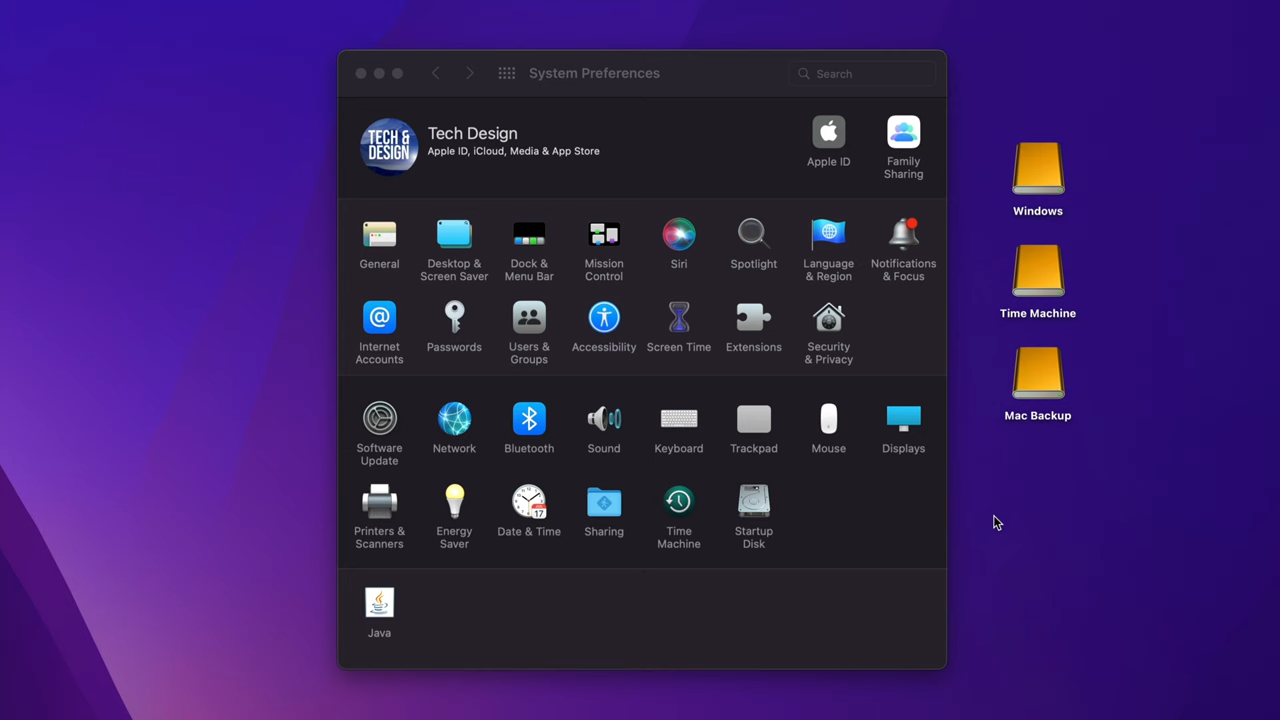 System Preferences
Search
TECH &
DESIGN
Tech Design
Apple ID, iCloud, Media & App Store
Apple ID
Family
Sharing
General
Desktop &
Screen Saver
Dock &
Menu Bar
Mission
Control
Siri
Spotlight
Language
& Region
Notifications
& Focus
Internet
Accounts
Passwords
Users &
Groups
Accessibility
Screen Time
Extensions
Security
& Privacy
Software
Update
Network
Bluetooth
Sound
Keyboard
Trackpad
Mouse
Displays
Printers &
Scanners
Energy
Saver
17
Date & Time
Sharing
Time
Machine
Startup
Disk
Java
Windows
Time Machine
Mac Backup